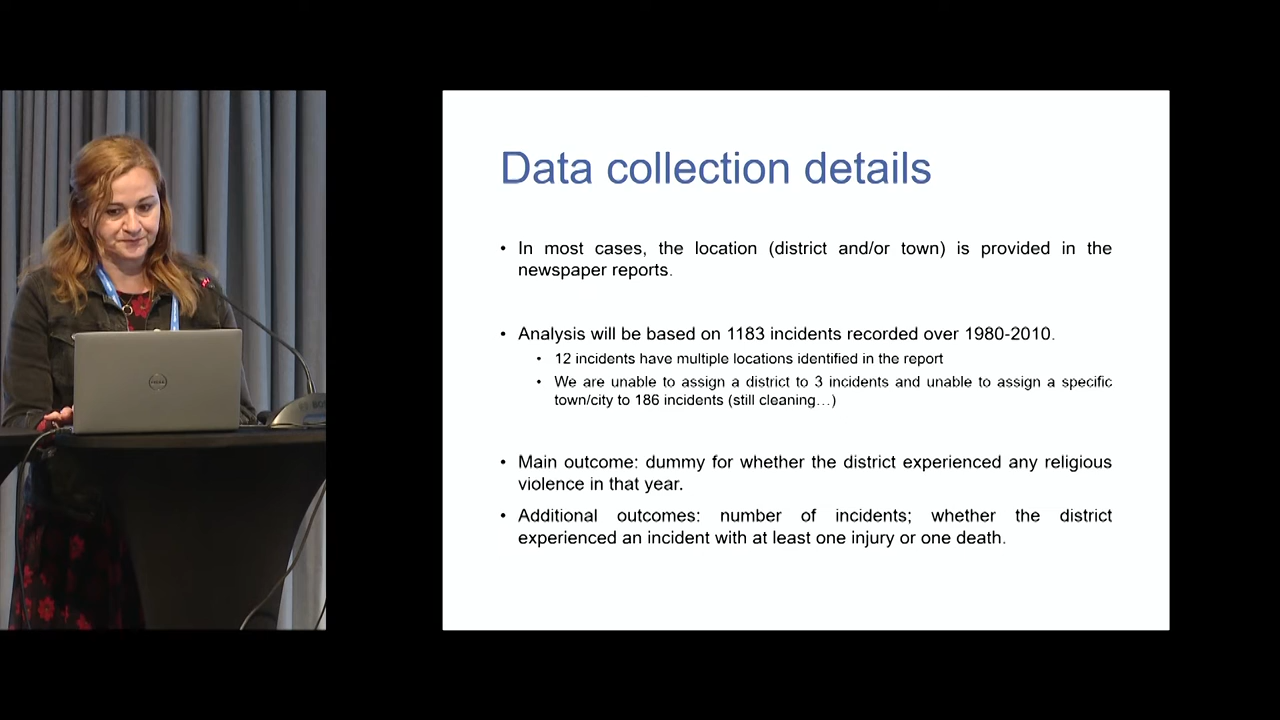 Data collection details
• In most cases, the location (district and/or town) is provided in the
newspaper reports.
• Analysis will be based on 1183 incidents recorded over 1980-2010.
• 12 incidents have multiple locations identified in the report
• We are unable to assign a district to 3 incidents and unable to assign a specific
town/city to 186 incidents (still cleaning…)
• Main outcome: dummy for whether the district experienced any religious
violence in that year.
• Additional outcomes: number of incidents; whether the district
experienced an incident with at least one injury or one death.